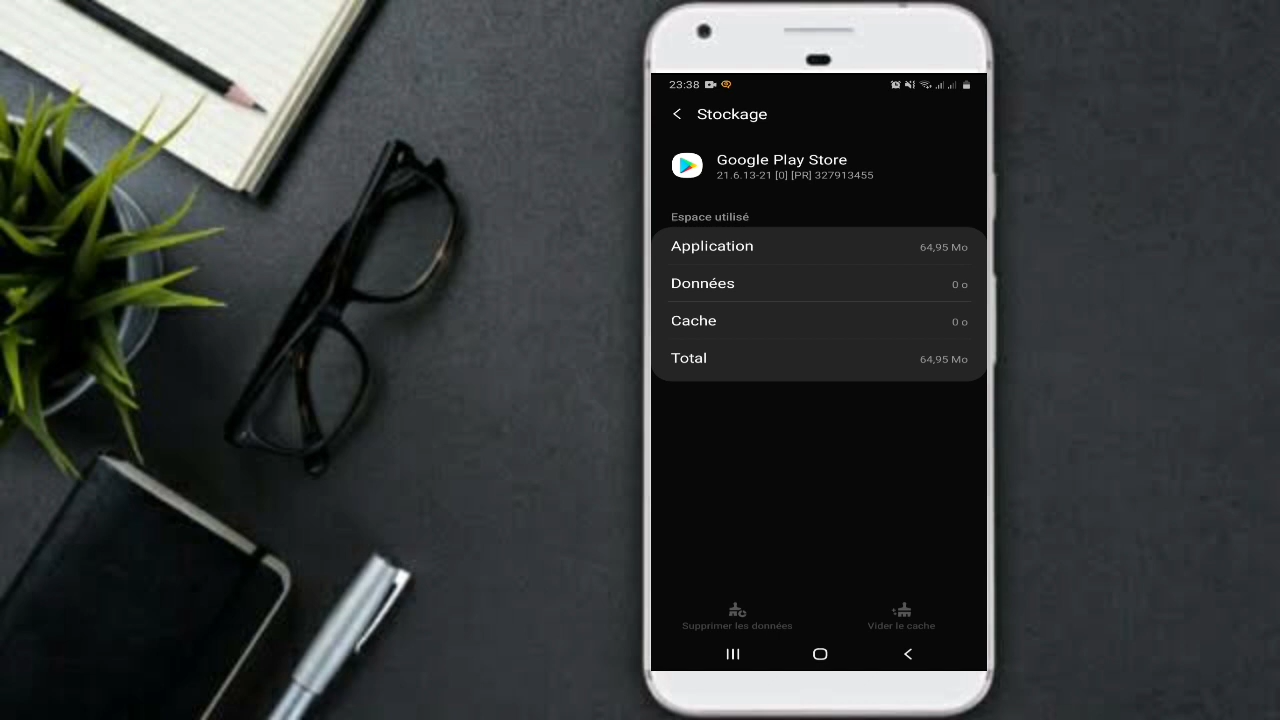 23:38
Stockage
Google Play Store
21.6.13-21 [0] [PR] 327913455
Espace utilisé
Application 64,95 Mo
Données 0 o
Cache 0 o
Total 64,95 Mo
Supprimer les données Vider le cache